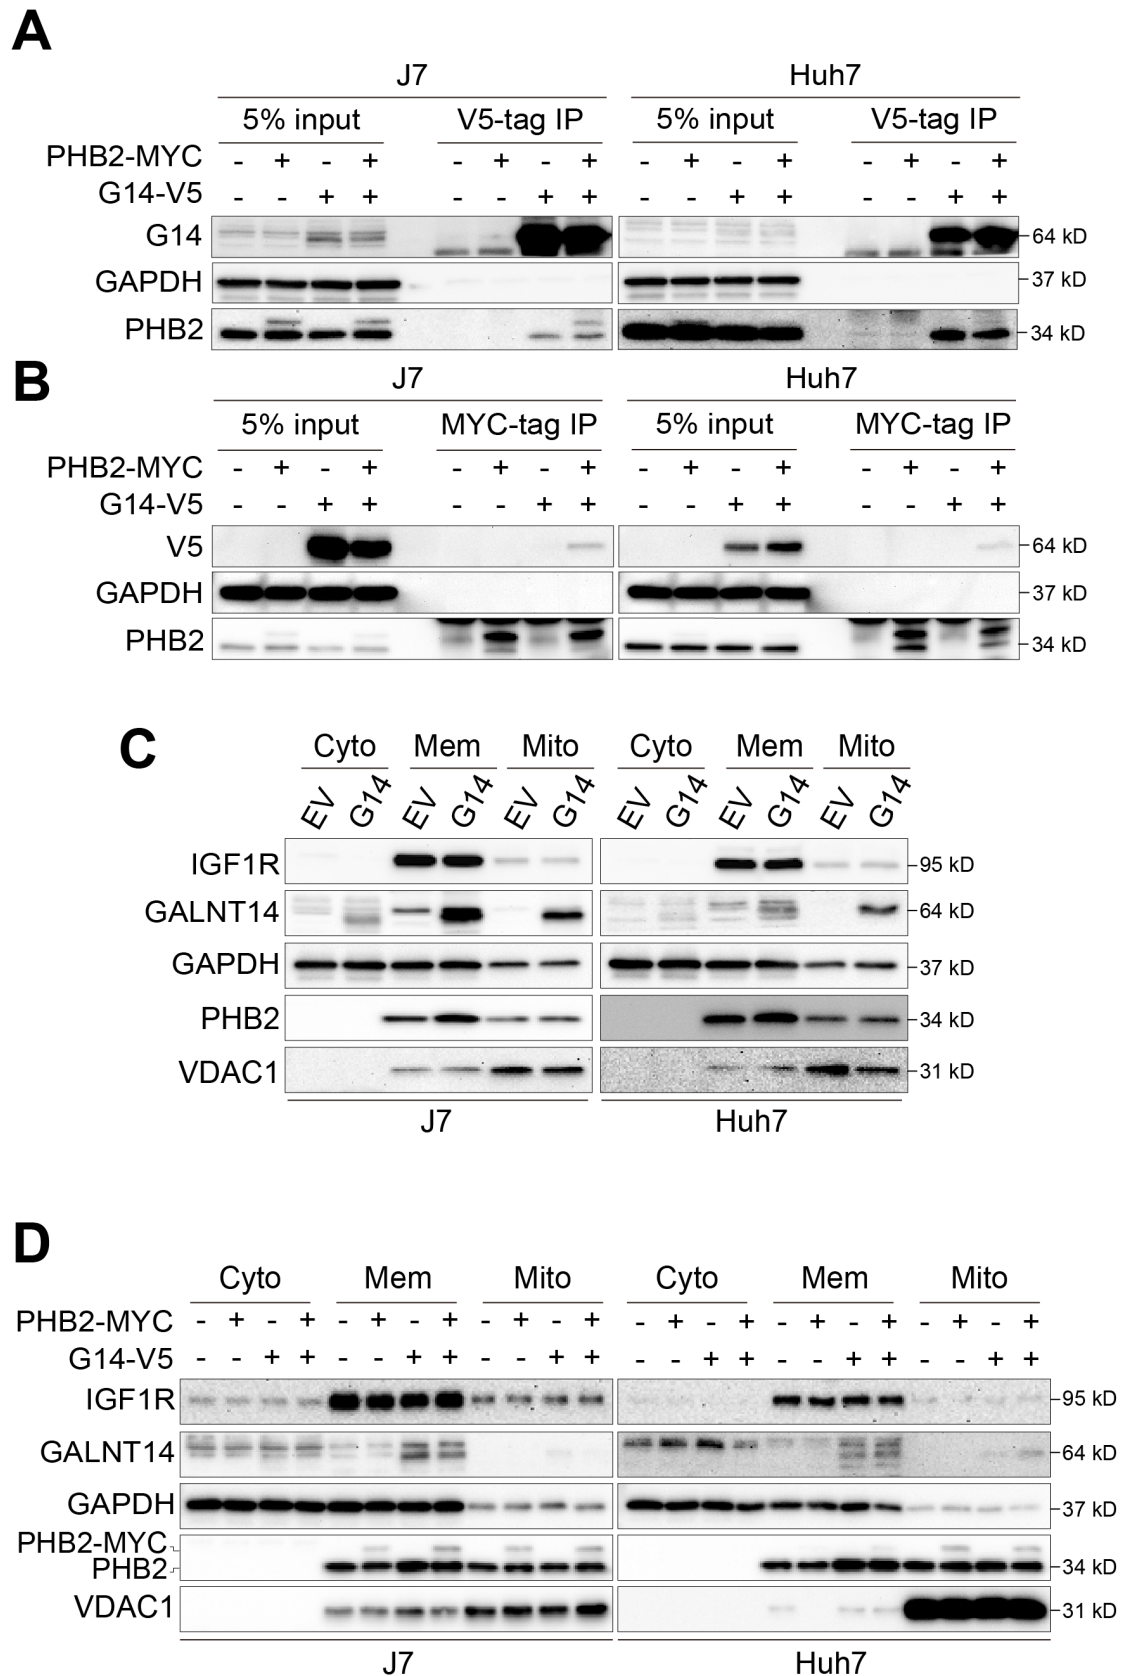 A
J7 Huh7
5% input V5-tag IP 5% input V5-tag IP
PHB2-MYC - + - + - + - + - + - + - + - +
G14-V5 - - + + - - + + - - + + - - + +
G14 64 kD
GAPDH 37 kD
PHB2 34 kD
B
J7 Huh7
5% input MYC-tag IP 5% input MYC-tag IP
PHB2-MYC - + - + - + - + - + - + - + - +
G14-V5 - - + + - - + + - - + + - - + +
V5 64 kD
GAPDH 37 kD
PHB2 34 kD
C
Cyto Mem Mito Cyto Mem Mito
EV G14 EV G14 EV G14 EV G14 EV G14 EV G14
IGF1R 95 kD
GALNT14 64 kD
GAPDH 37 kD
PHB2 34 kD
VDAC1 31 kD
J7 Huh7
D
Cyto Mem Mito Cyto Mem Mito
PHB2-MYC - + - + - + - + - + - + - + - + - + - + - + - +
G14-V5 - - + + - - + + - - + + - - + + - - + + - - + +
IGF1R 95 kD
GALNT14 64 kD
GAPDH 37 kD
PHB2-MYC
PHB2 34 kD
VDAC1 31 kD
J7 Huh7